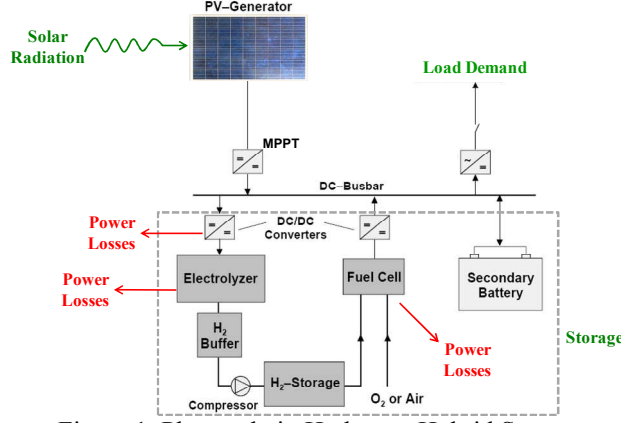 PV–Generator
Solar
Radiation
Load Demand
MPPT
=
=
~
=
DC–Busbar
Power
Losses
=
=
DC/DC
Converters
=
=
Power
Losses
Electrolyzer
Fuel Cell
Secondary
Battery
H2
Buffer
Storage
Power
Losses
H2–Storage
Compressor
O2 or Air